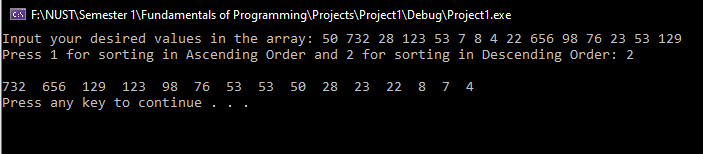 F:\NUST\Semester 1\Fundamentals of Programming\Projects\Project1\Debug\Project1.exe
Input your desired values in the array: 50 732 28 123 53 7 8 4 22 656 98 76 23 53 129
Press 1 for sorting in Ascending Order and 2 for sorting in Descending Order: 2
732  656  129  123  98  76  53  53  50  28  23  22  8  7  4
Press any key to continue . . .